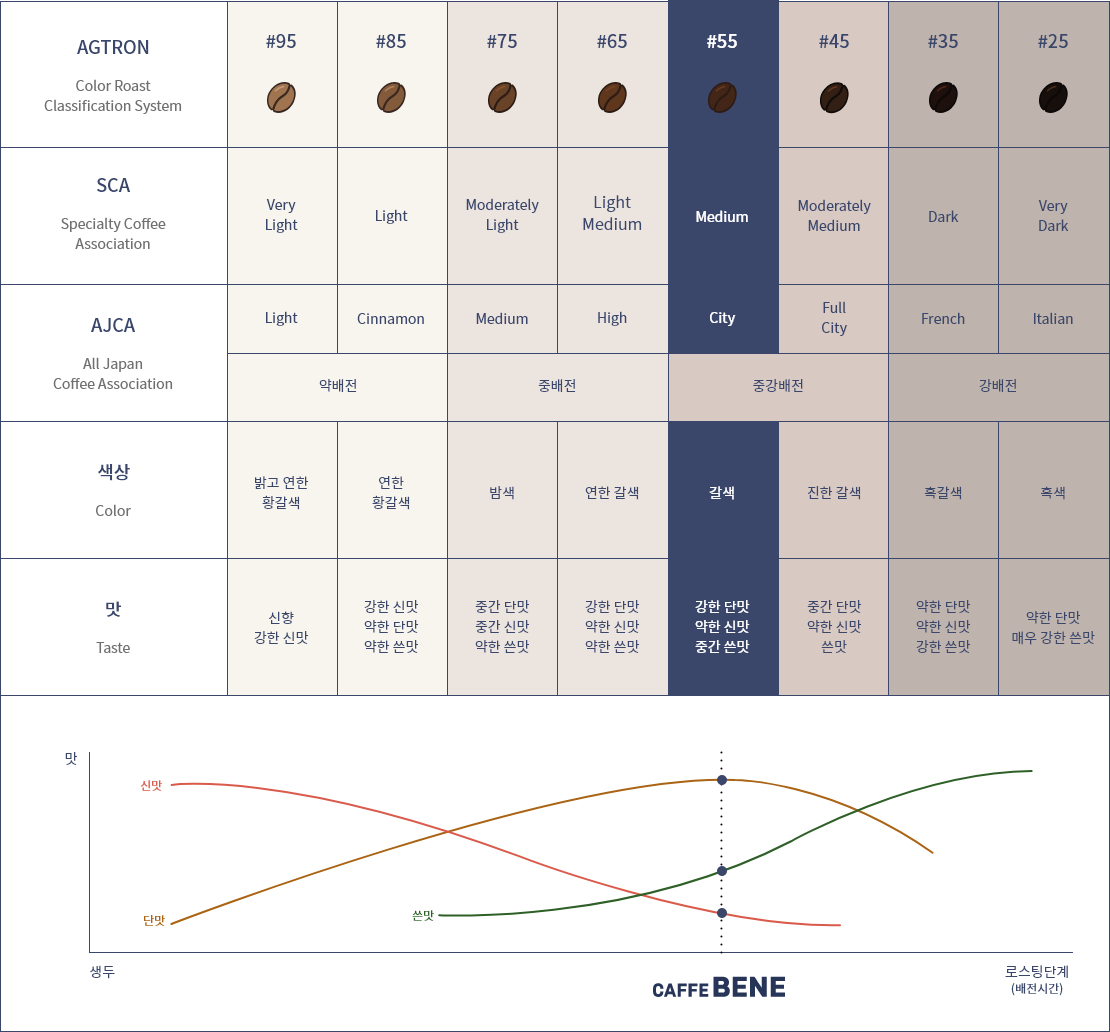 AGTRON
Color Roast
Classification System
#95
#85
#75
#65
#55
#45
#35
#25
SCA
Specialty Coffee
Association
Very
Light
Light
Moderately
Light
Light
Medium
Medium
Moderately
Medium
Dark
Very
Dark
AJCA
All Japan
Coffee Association
Light
Cinnamon
Medium
High
City
Full
City
French
Italian
약배전
중배전
중강배전
강배전
색상
Color
밝고 연한
황갈색
연한
황갈색
밤색
연한 갈색
갈색
진한 갈색
흑갈색
흑색
맛
Taste
신향
강한 신맛
강한 신맛
약한 단맛
약한 쓴맛
중간 단맛
중간 신맛
약한 쓴맛
강한 단맛
약한 신맛
약한 쓴맛
강한 단맛
약한 신맛
중간 쓴맛
중간 단맛
약한 신맛
쓴맛
약한 단맛
약한 신맛
강한 쓴맛
약한 단맛
매우 강한 쓴맛
맛
신맛
단맛
쓴맛
생두
로스팅단계
(배전시간)
CAFFE BENE